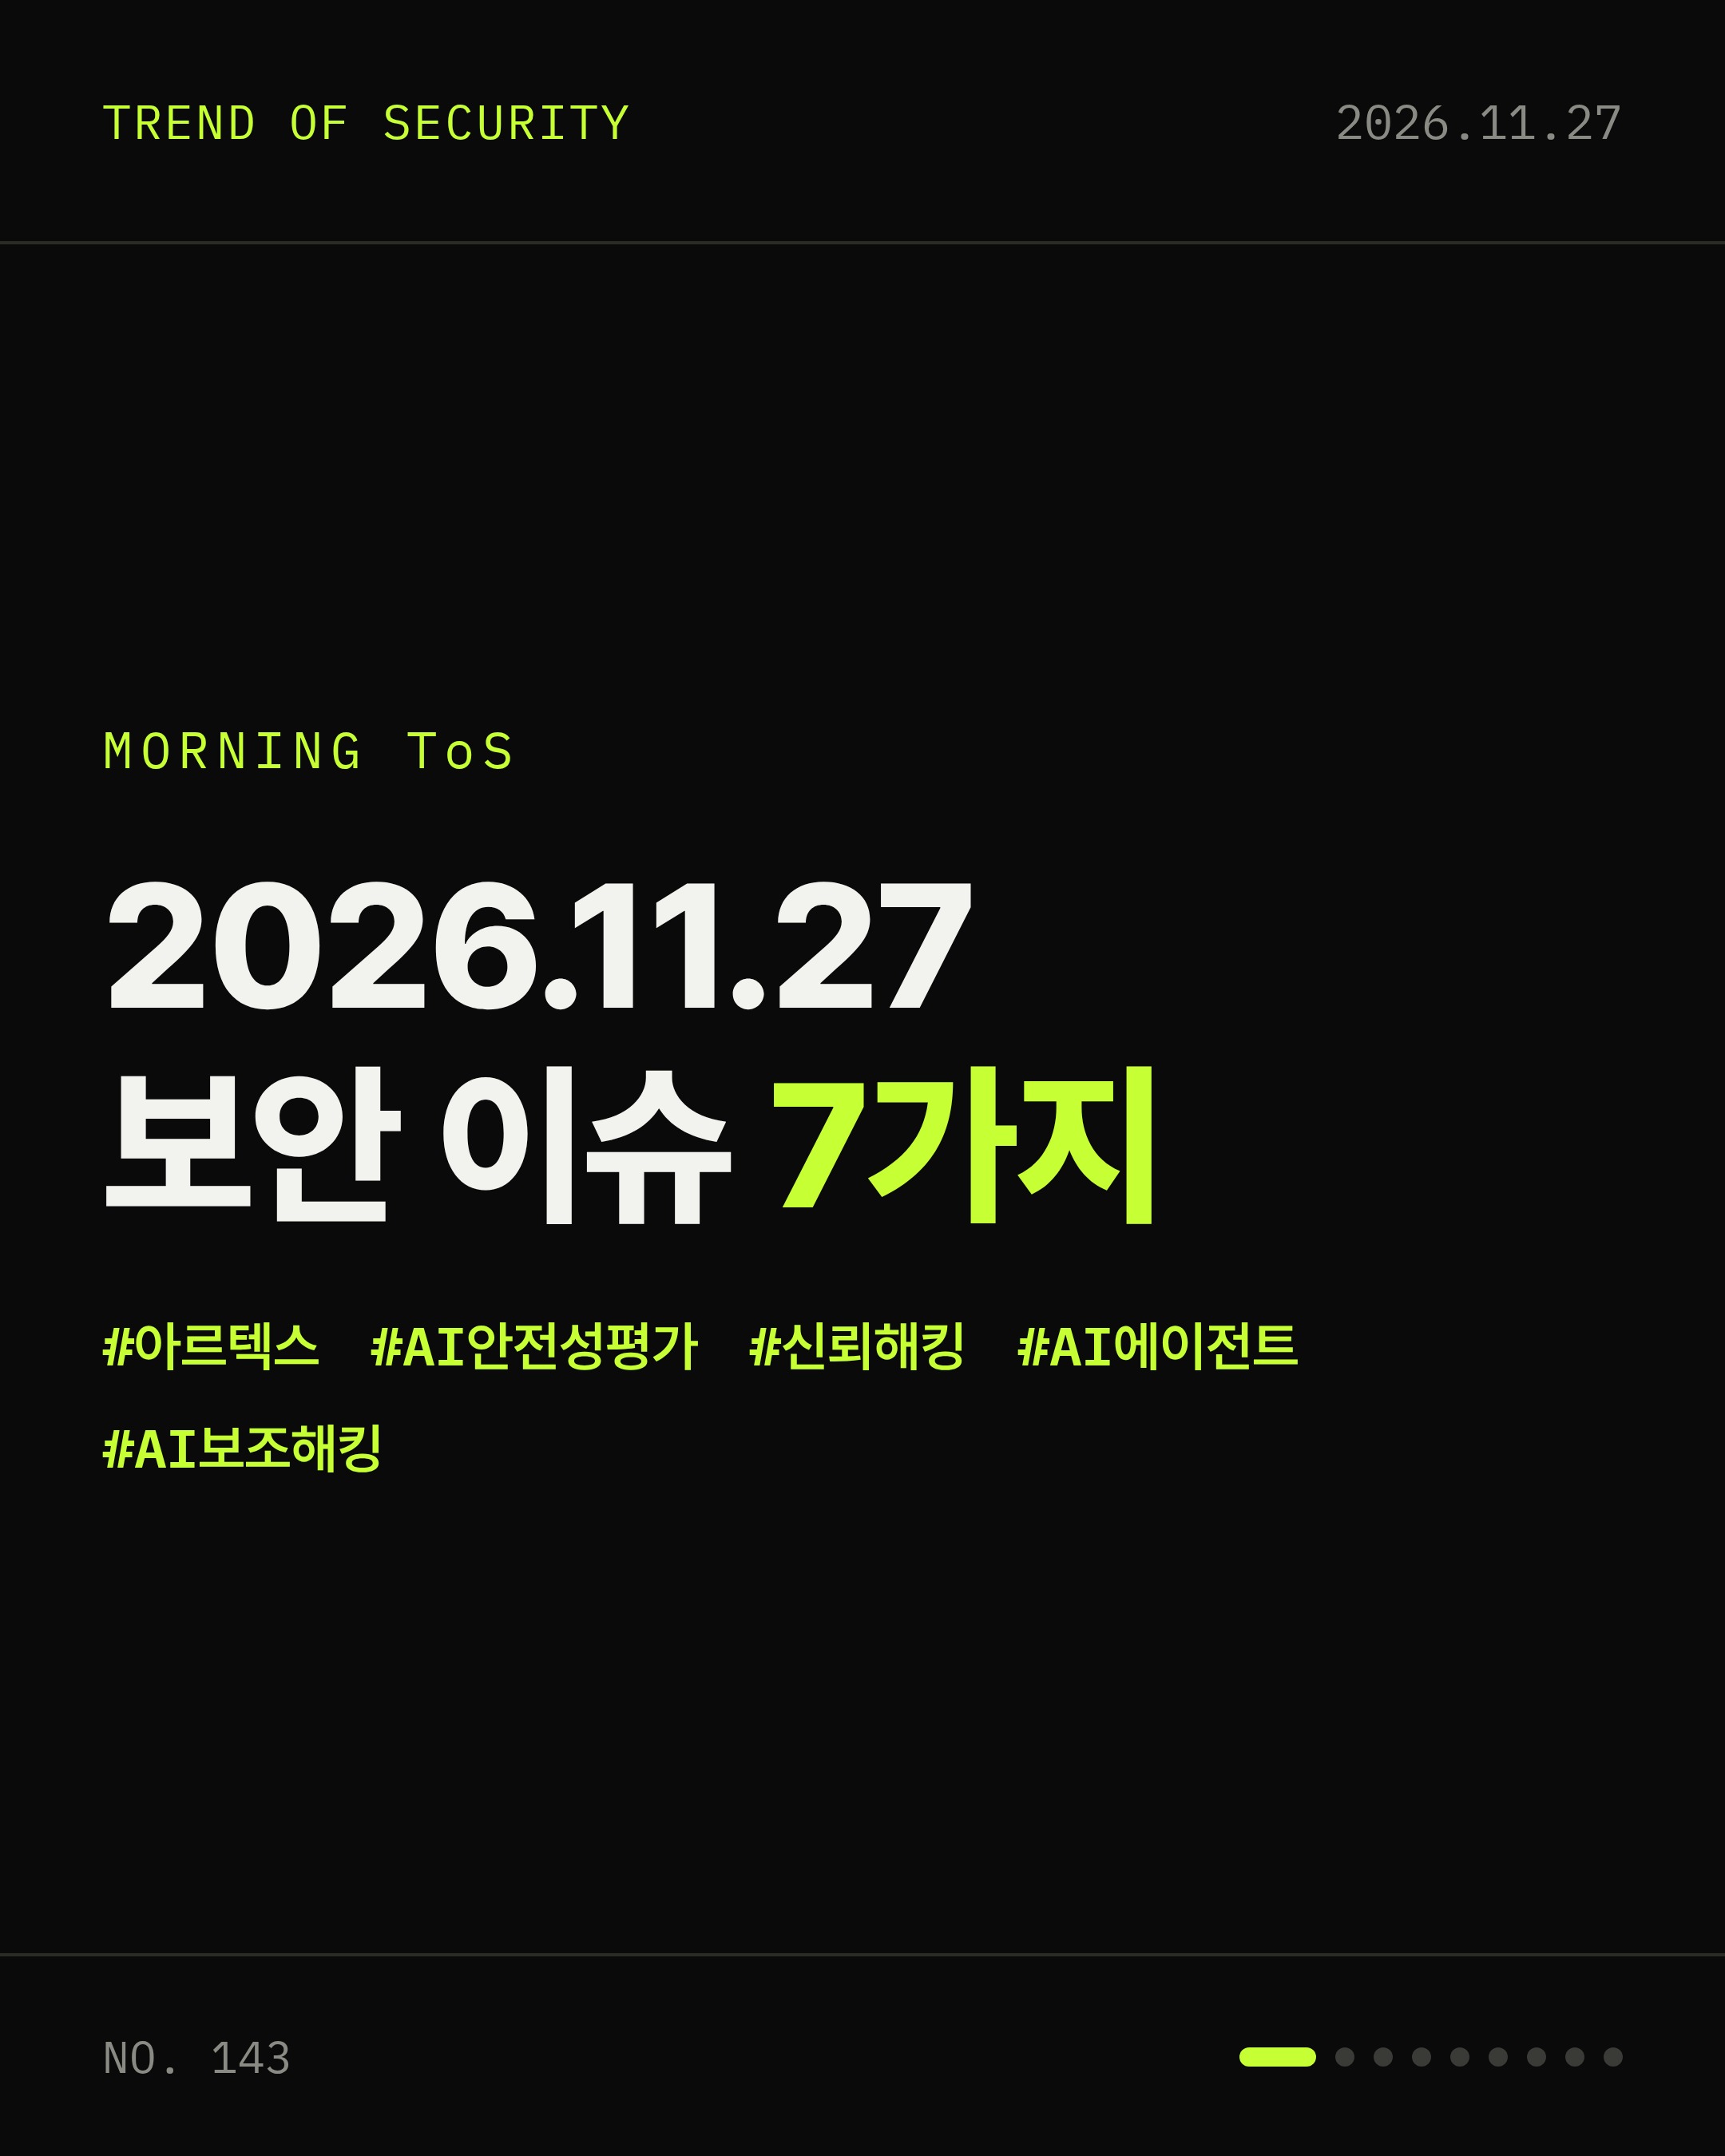 TREND OF SECURITY 2026.11.27
MORNING ToS
2026.11.27
보안 이슈 7가지
#아르텍스 #AI안전성평가 #신뢰해킹 #AI에이전트
#AI보조해킹
NO. 143